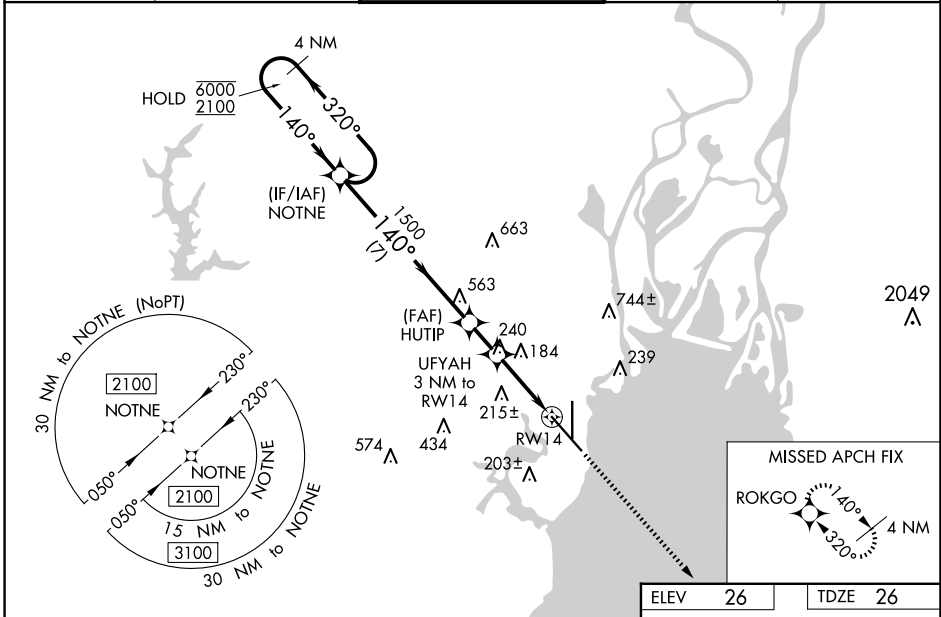 4 NM
HOLD
6000
2100
320°
140°
(IF/IAF)
NOTNE
1500
140°
(7)
663
563
744±
2049
(FAF)
HUTIP
240
184
239
UFYAH
3 NM to
RW14
215±
RW14
574
434
203±
30 NM to NOTNE (NoPT)
2100
NOTNE
230°
230°
050°
050°
NOTNE
2100
15 NM to NOTNE
3100
30 NM to NOTNE
MISSED APCH FIX
ROKGO
140°
4 NM
320°
ELEV 26
TDZE 26